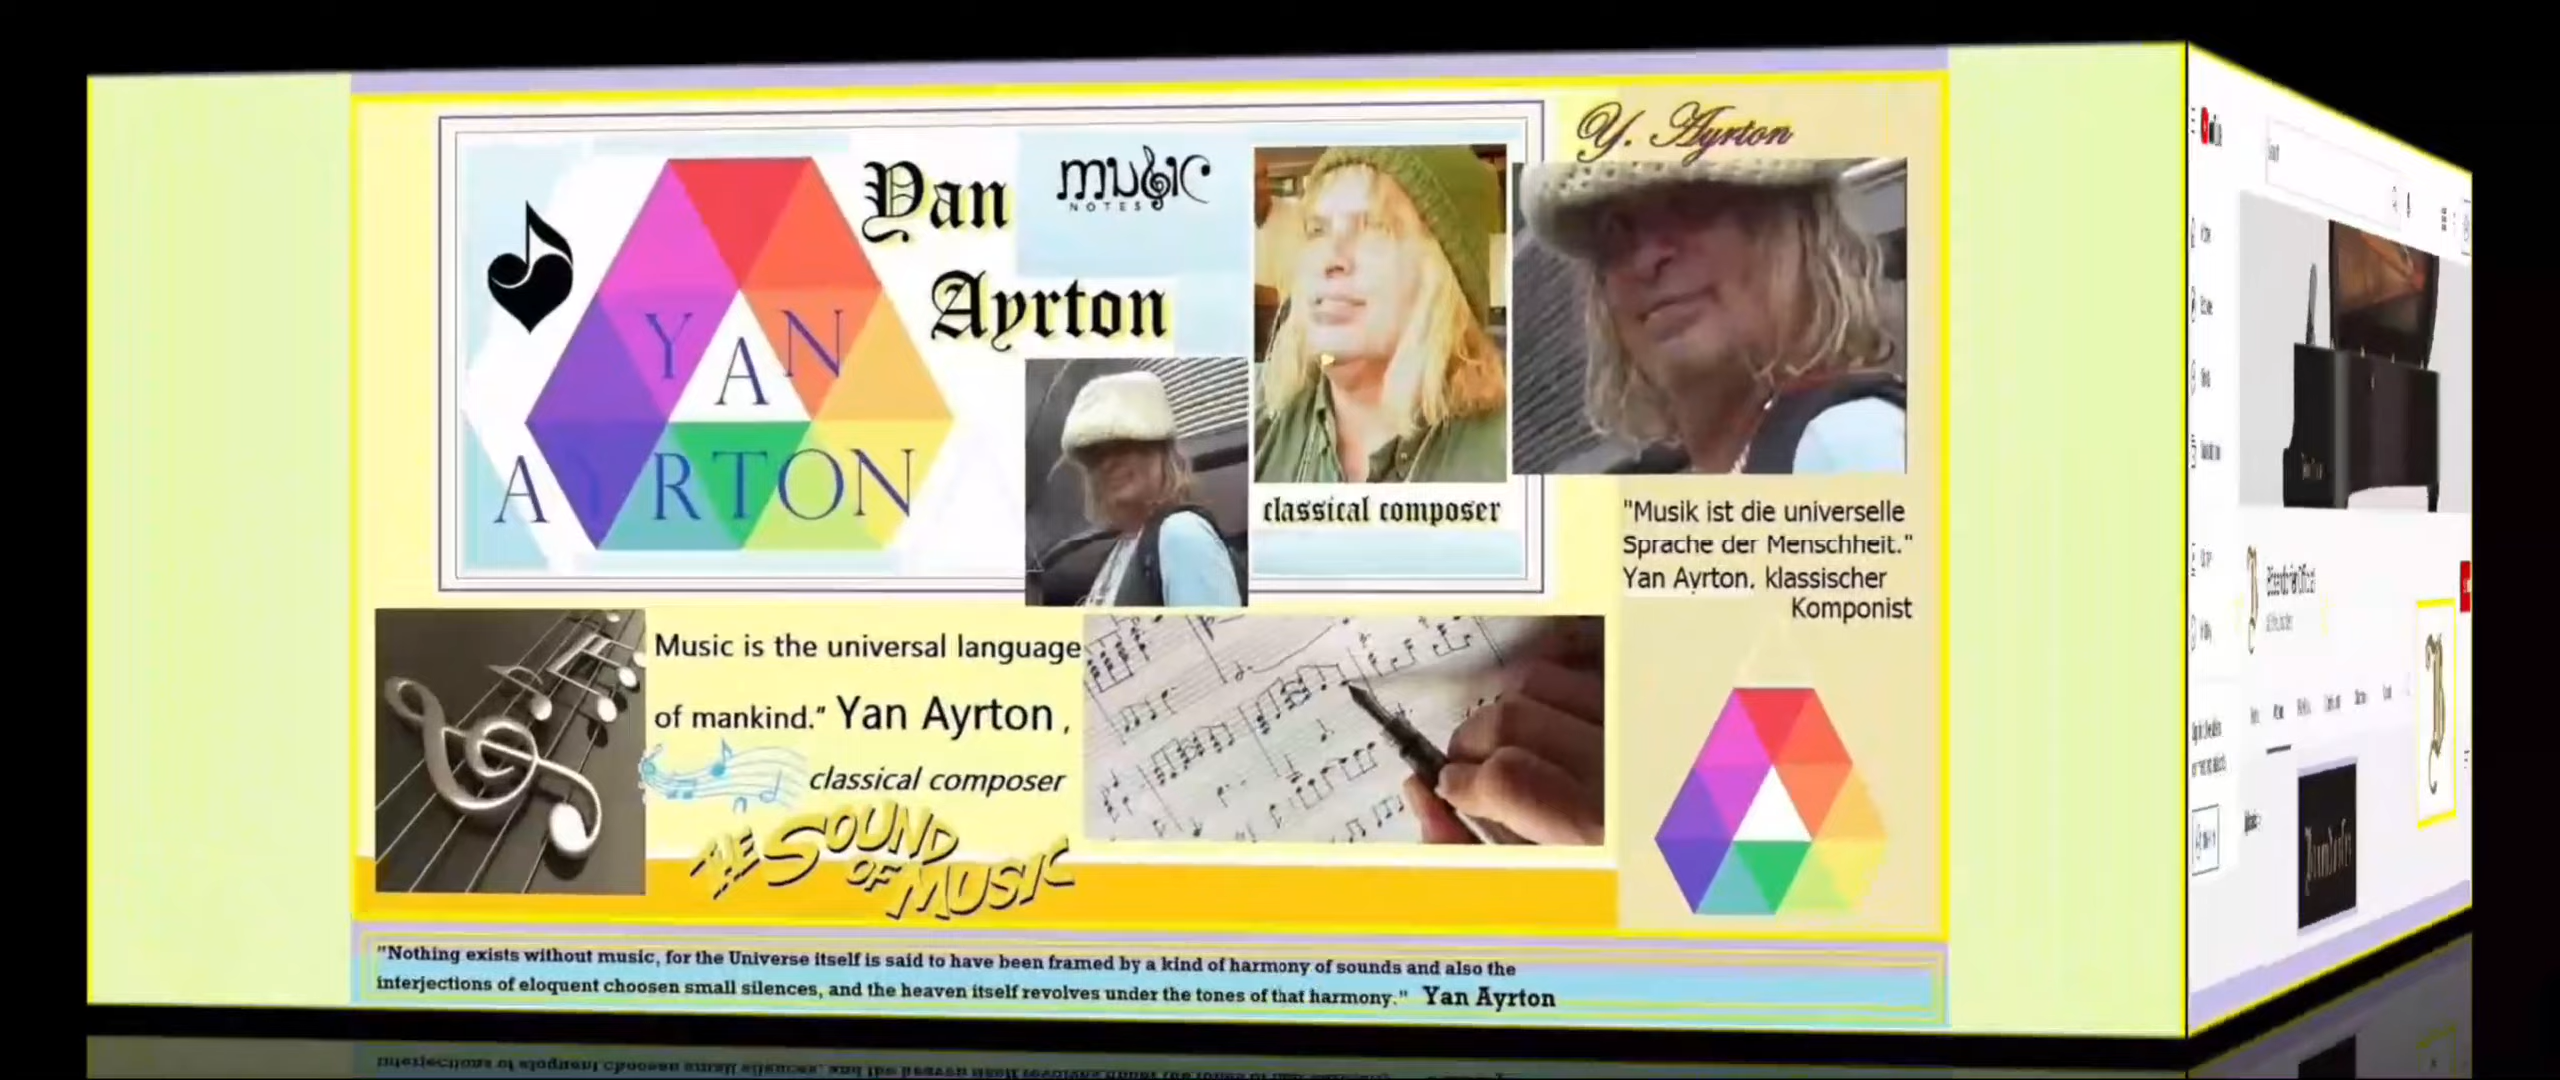 Y. Ayrton
Yan
Ayrton
music
NOTES
YAN
AYRTON
classical composer
"Musik ist die universelle
Sprache der Menschheit."
Yan Ayrton. klassischer
Komponist
Music is the universal language
of mankind." Yan Ayrton ,
classical composer
THE SOUND
OF MUSIC
"Nothing exists without music, for the Universe itself is said to have been framed by a kind of harmony of sounds and also the
interjections of eloquent choosen small silences, and the heaven itself revolves under the tones of that harmony." Yan Ayrton